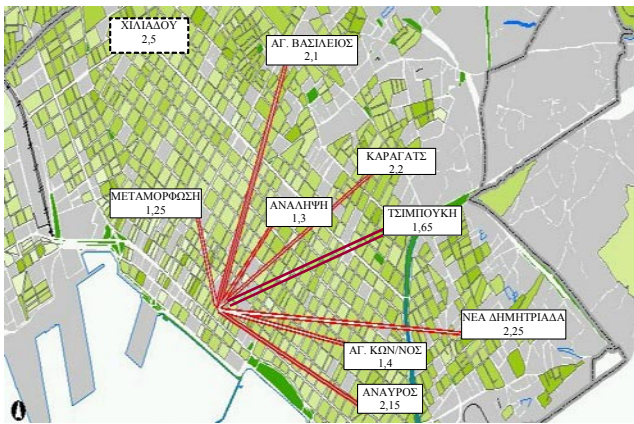 ΧΙΛΙΑΔΟΥ
2,5
ΑΓ. ΒΑΣΙΛΕΙΟΣ
2,1
ΚΑΡΑΓΑΤΣ
2,2
ΜΕΤΑΜΟΡΦΩΣΗ
1,25
ΑΝΑΛΗΨΗ
1,3
ΤΣΙΜΠΟΥΚΗ
1,65
ΝΕΑ ΔΗΜΗΤΡΙΑΔΑ
2,25
ΑΓ. ΚΩΝ/ΝΟΣ
1,4
ΑΝΑΥΡΟΣ
2,15